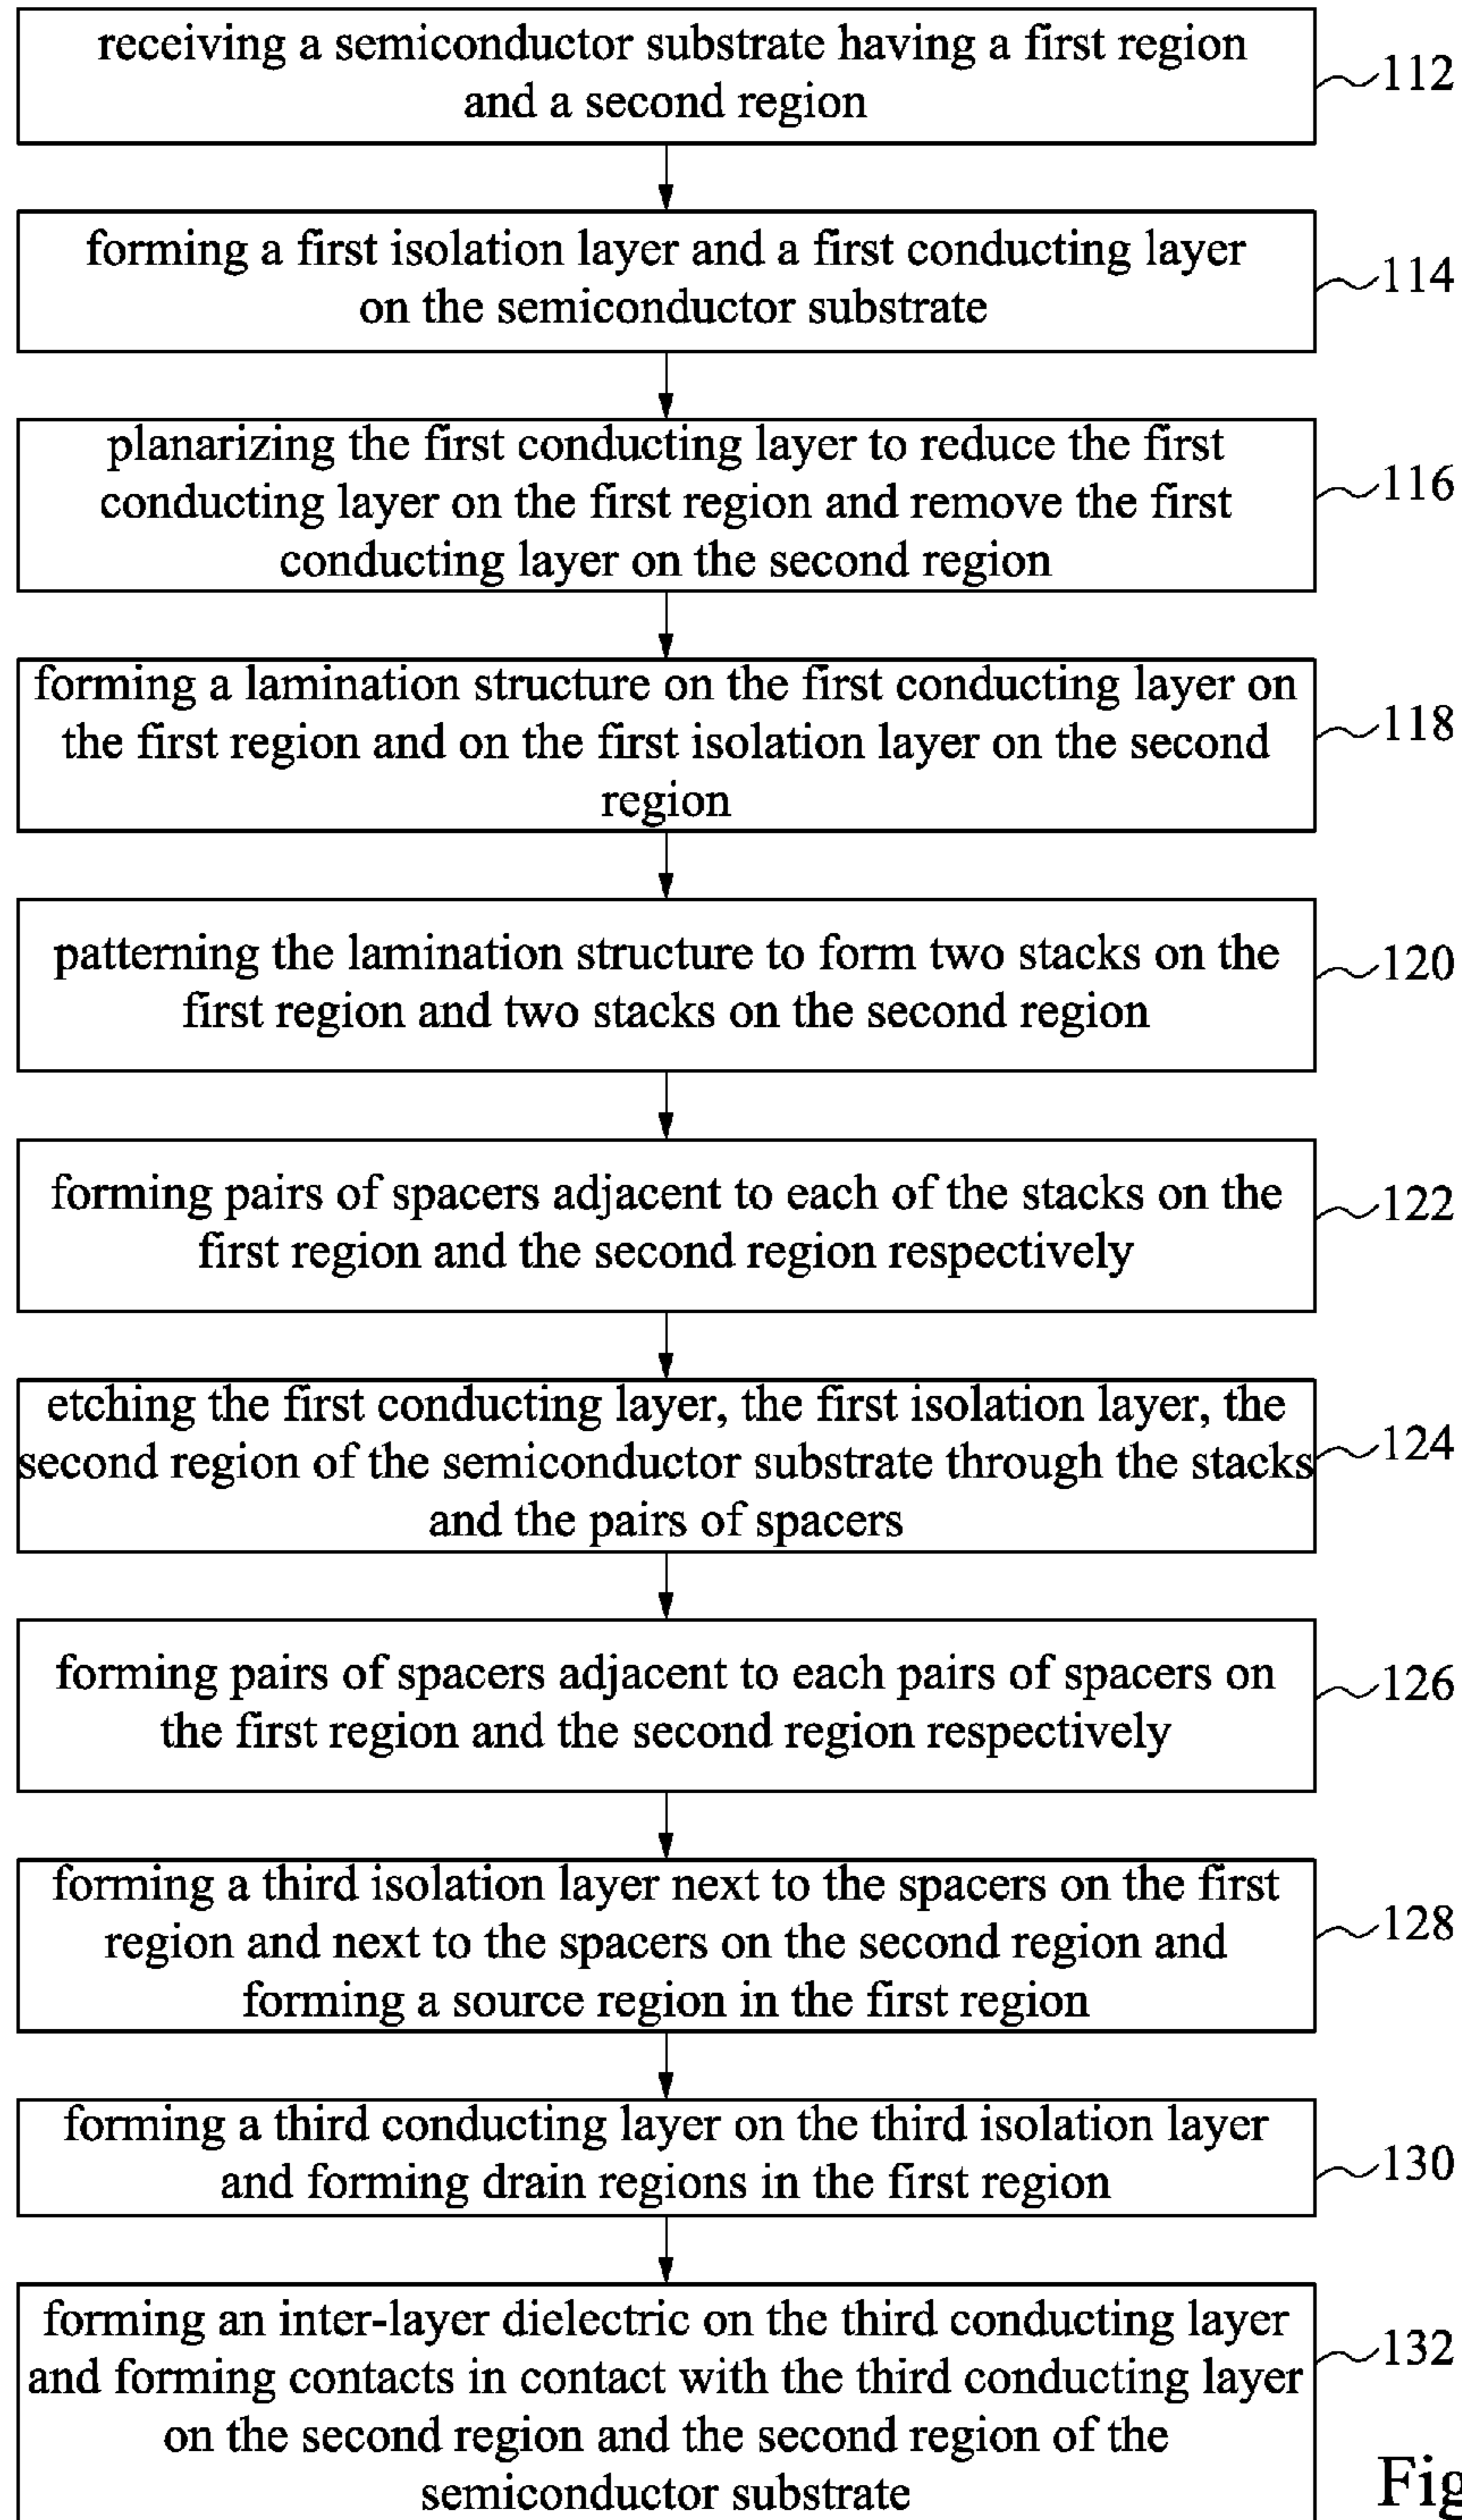 receiving a semiconductor substrate having a first region
and a second region
112
forming a first isolation layer and a first conducting layer
on the semiconductor substrate
114
planarizing the first conducting layer to reduce the first
conducting layer on the first region and remove the first
conducting layer on the second region
116
forming a lamination structure on the first conducting layer on
the first region and on the first isolation layer on the second
region
118
patterning the lamination structure to form two stacks on the
first region and two stacks on the second region
120
forming pairs of spacers adjacent to each of the stacks on the
first region and the second region respectively
122
etching the first conducting layer, the first isolation layer, the
second region of the semiconductor substrate through the stacks
and the pairs of spacers
124
forming pairs of spacers adjacent to each pairs of spacers on
the first region and the second region respectively
126
forming a third isolation layer next to the spacers on the first
region and next to the spacers on the second region and
forming a source region in the first region
128
forming a third conducting layer on the third isolation layer
and forming drain regions in the first region
130
forming an inter-layer dielectric on the third conducting layer
and forming contacts in contact with the third conducting layer
on the second region and the second region of the
semiconductor substrate
132
Fig